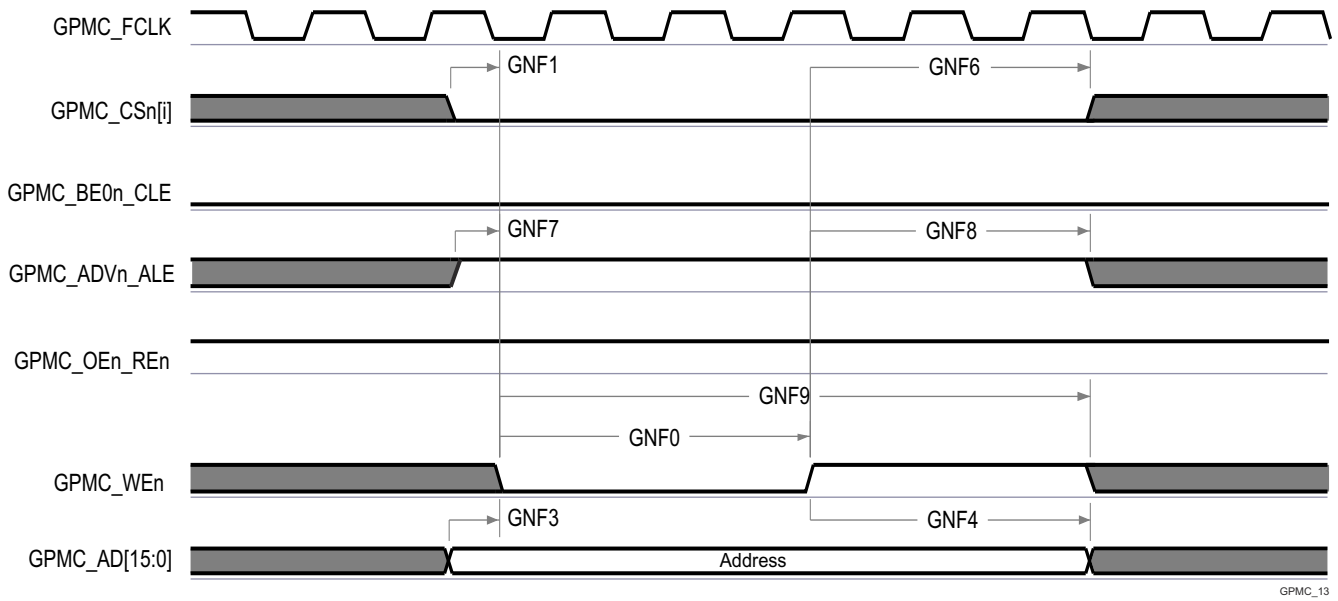 GPMC_FCLK
GNF1
GNF6
GPMC_CSn[i]
GPMC_BE0n_CLE
GNF7
GNF8
GPMC_ADVn_ALE
GPMC_OEn_REn
GNF9
GNF0
GPMC_WEn
GNF3
GNF4
GPMC_AD[15:0]
Address
GPMC_13